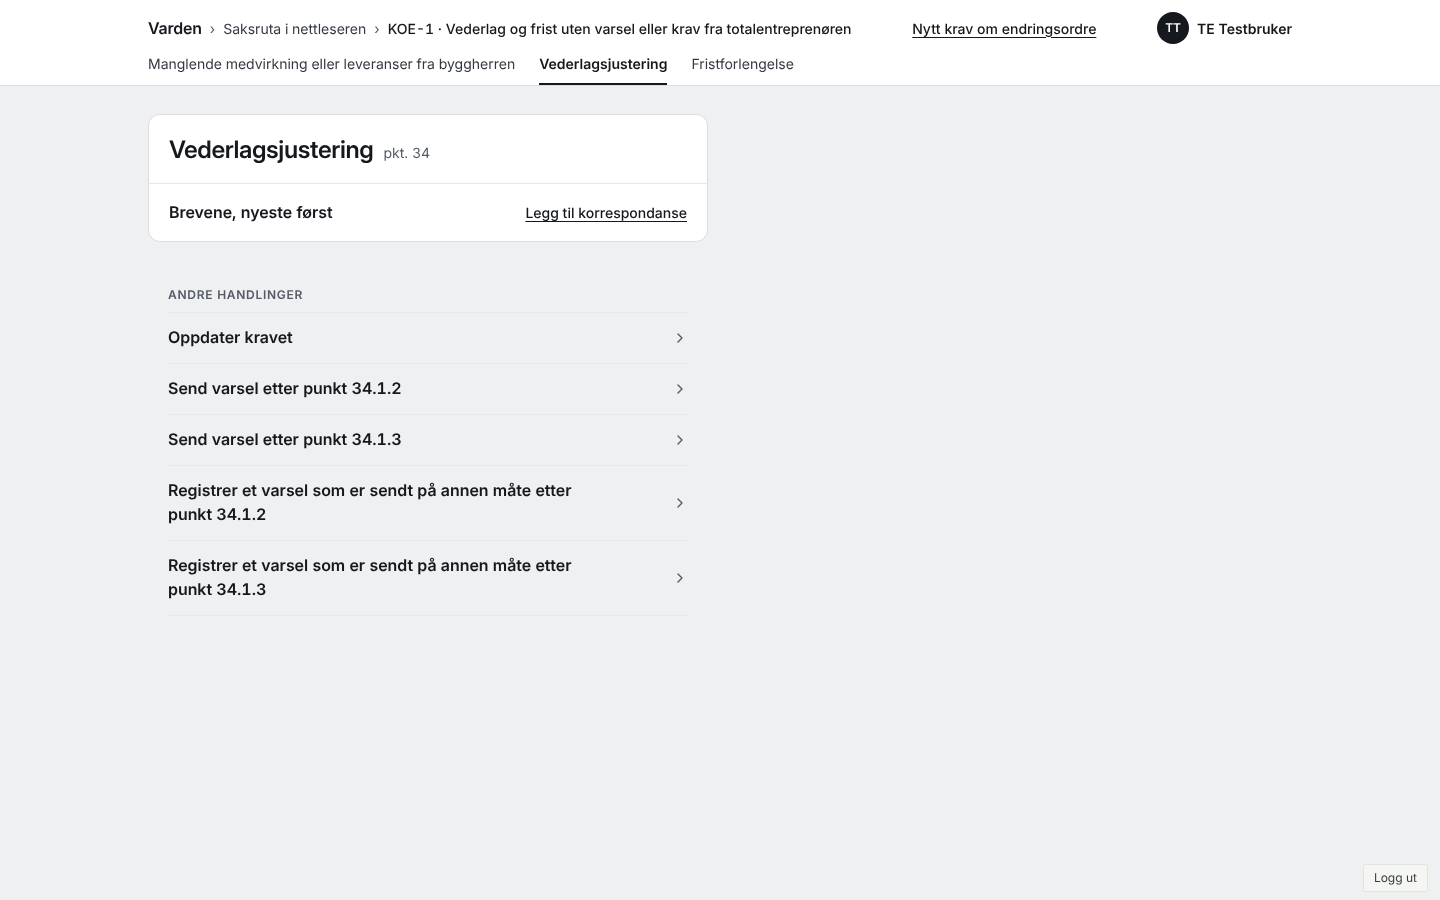 Varden › Saksruta i nettleseren › KOE-1 · Vederlag og frist uten varsel eller krav fra totalentreprenøren Nytt krav om endringsordre TT TE Testbruker
Manglende medvirkning eller leveranser fra byggherren Vederlagsjustering Fristforlengelse
Vederlagsjustering pkt. 34
Brevene, nyeste først Legg til korrespondanse
ANDRE HANDLINGER
Oppdater kravet
Send varsel etter punkt 34.1.2
Send varsel etter punkt 34.1.3
Registrer et varsel som er sendt på annen måte etter
punkt 34.1.2
Registrer et varsel som er sendt på annen måte etter
punkt 34.1.3
Logg ut